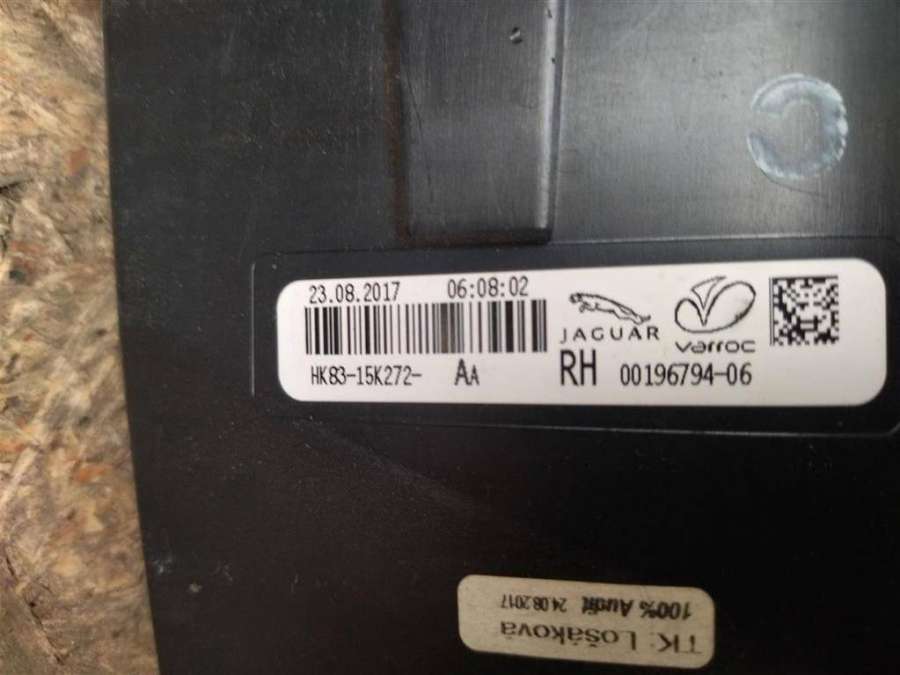 23.08.2017 06:08:02
JAGUAR
varroc
HK83-15K272- AA RH 00196794-06
TK: Lošáková
100% Audit 24.08.2017